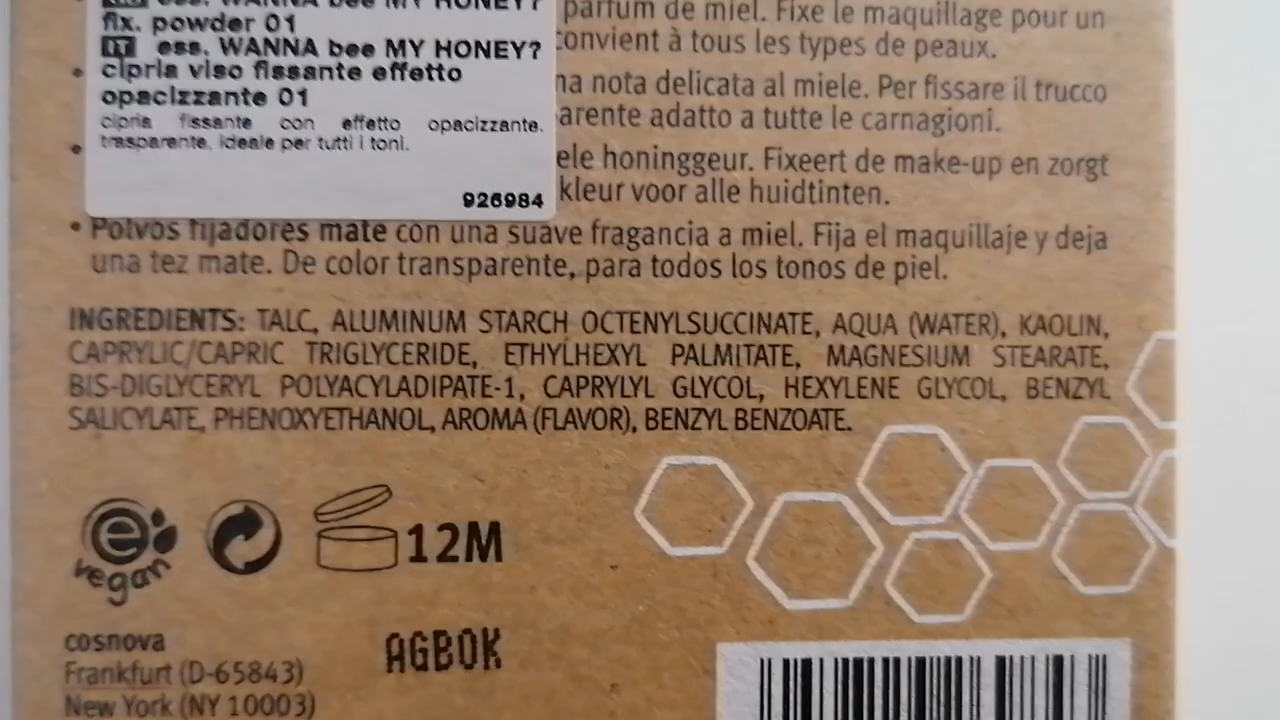 ess. WANNA bee MY HONEY?
fix. powder 01
IT ess. WANNA bee MY HONEY?
cipria viso fissante effetto
opacizzante 01
cipria fissante con effetto opacizzante.
trasparente, ideale per tutti i toni.
926984
parfum de miel. Fixe le maquillage pour un
convient à tous les types de peaux.
na nota delicata al miele. Per fissare il trucco
arente adatto a tutte le carnagioni.
ele honinggeur. Fixeert de make-up en zorgt
kleur voor alle huidtinten.
• Polvos fijadores mate con una suave fragancia a miel. Fija el maquillaje y deja
una tez mate. De color transparente, para todos los tonos de piel.
INGREDIENTS: TALC, ALUMINUM STARCH OCTENYLSUCCINATE, AQUA (WATER), KAOLIN,
CAPRYLIC/CAPRIC TRIGLYCERIDE, ETHYLHEXYL PALMITATE, MAGNESIUM STEARATE,
BIS-DIGLYCERYL POLYACYLADIPATE-1, CAPRYLYL GLYCOL, HEXYLENE GLYCOL, BENZYL
SALICYLATE, PHENOXYETHANOL, AROMA (FLAVOR), BENZYL BENZOATE.
e
vegan
12M
cosnova
Frankfurt (D-65843)
New York (NY 10003)
AGBOK